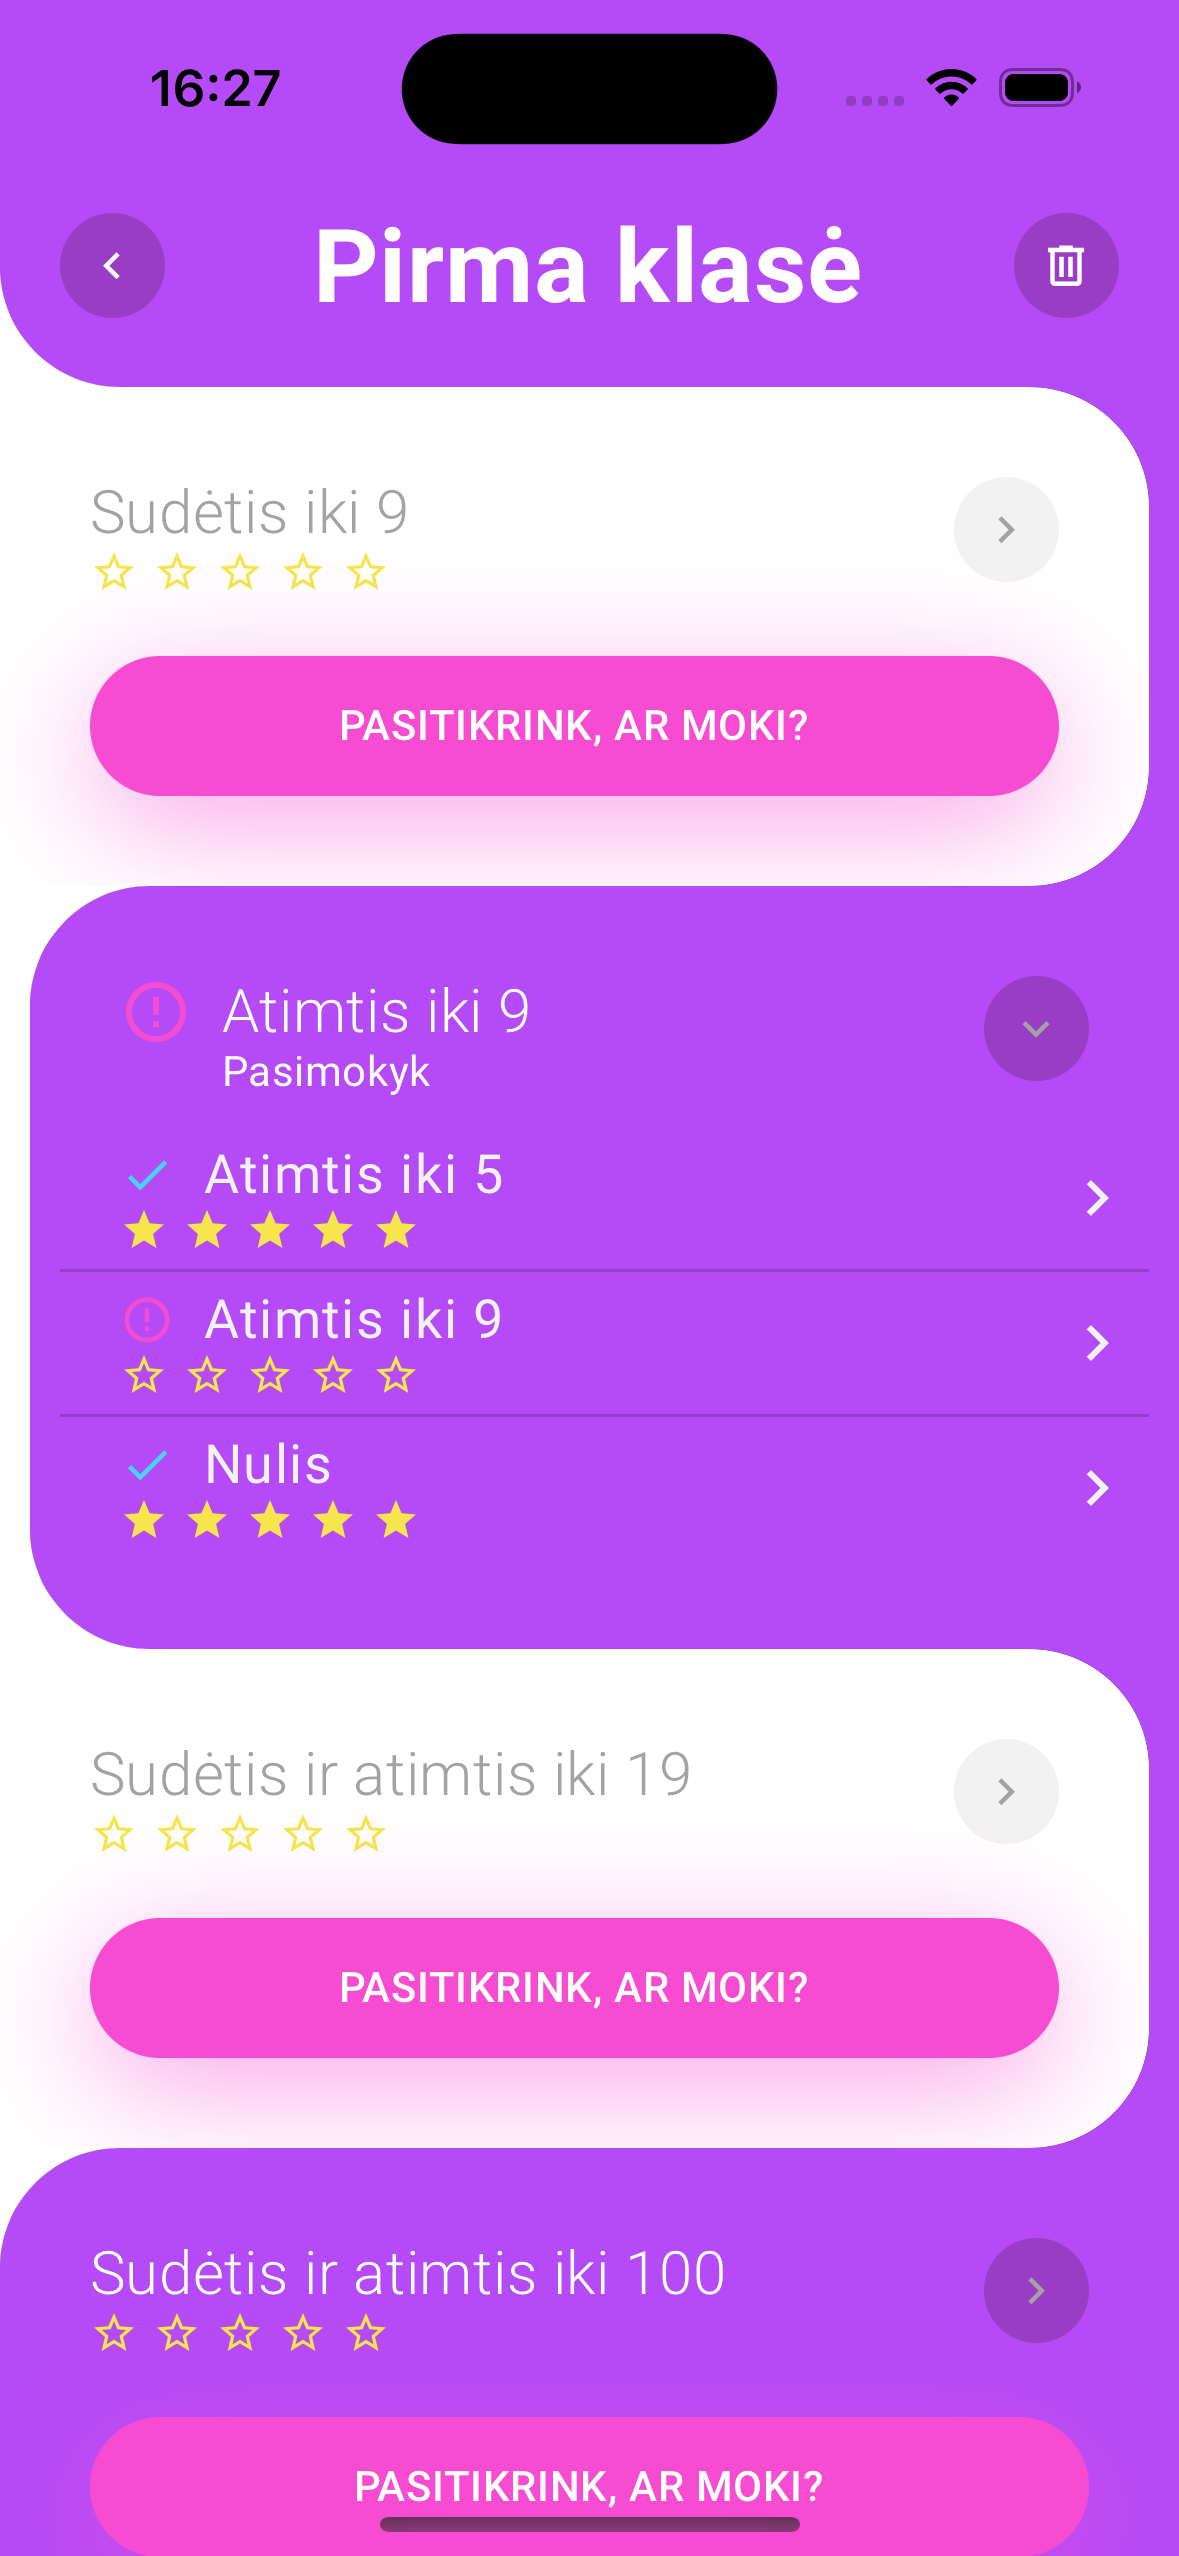 16:27
Pirma klasė
Sudėtis iki 9
PASITIKRINK, AR MOKI?
Atimtis iki 9
Pasimokyk
Atimtis iki 5
Atimtis iki 9
Nulis
Sudėtis ir atimtis iki 19
PASITIKRINK, AR MOKI?
Sudėtis ir atimtis iki 100
PASITIKRINK, AR MOKI?